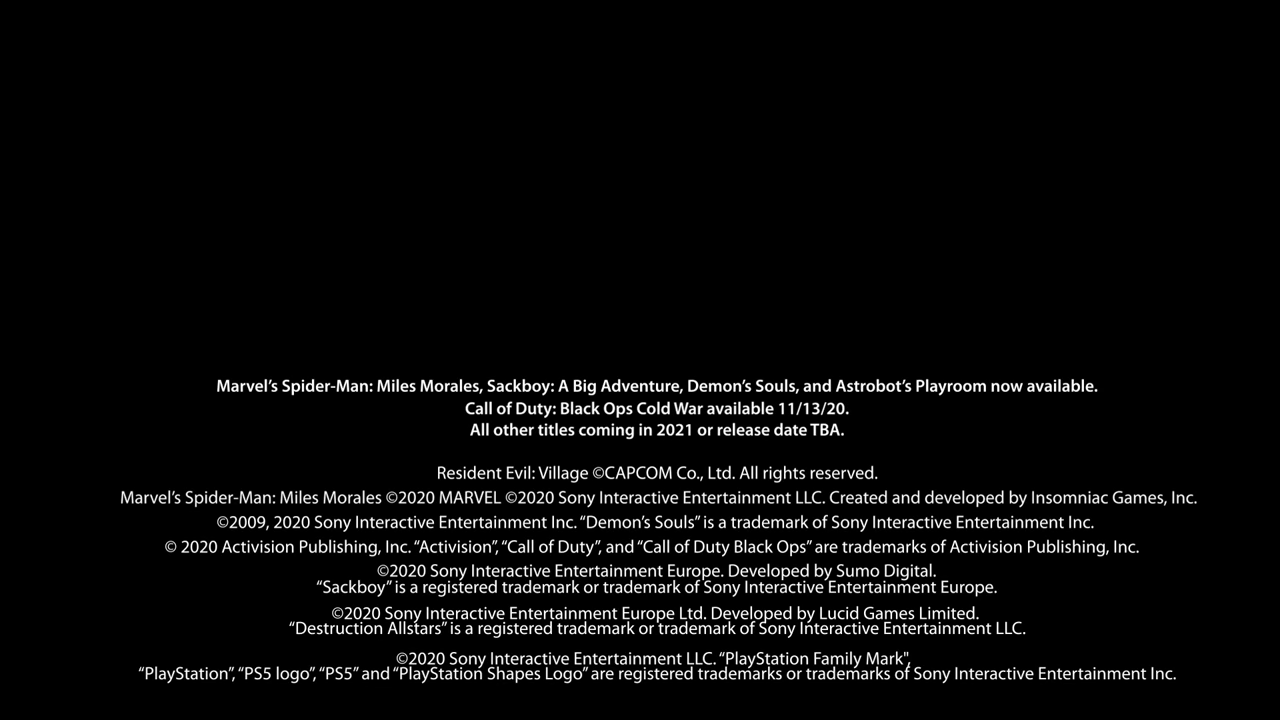 Marvel’s Spider-Man: Miles Morales, Sackboy: A Big Adventure, Demon’s Souls, and Astrobot’s Playroom now available.
Call of Duty: Black Ops Cold War available 11/13/20.
All other titles coming in 2021 or release date TBA.
Resident Evil: Village ©CAPCOM Co., Ltd. All rights reserved.
Marvel’s Spider-Man: Miles Morales ©2020 MARVEL ©2020 Sony Interactive Entertainment LLC. Created and developed by Insomniac Games, Inc.
©2009, 2020 Sony Interactive Entertainment Inc. “Demon’s Souls” is a trademark of Sony Interactive Entertainment Inc.
© 2020 Activision Publishing, Inc. “Activision”, “Call of Duty”, and “Call of Duty Black Ops” are trademarks of Activision Publishing, Inc.
©2020 Sony Interactive Entertainment Europe. Developed by Sumo Digital.
“Sackboy” is a registered trademark or trademark of Sony Interactive Entertainment Europe.
©2020 Sony Interactive Entertainment Europe Ltd. Developed by Lucid Games Limited.
“Destruction Allstars” is a registered trademark or trademark of Sony Interactive Entertainment LLC.
©2020 Sony Interactive Entertainment LLC. “PlayStation Family Mark",
“PlayStation”, “PS5 logo”, “PS5” and “PlayStation Shapes Logo” are registered trademarks or trademarks of Sony Interactive Entertainment Inc.